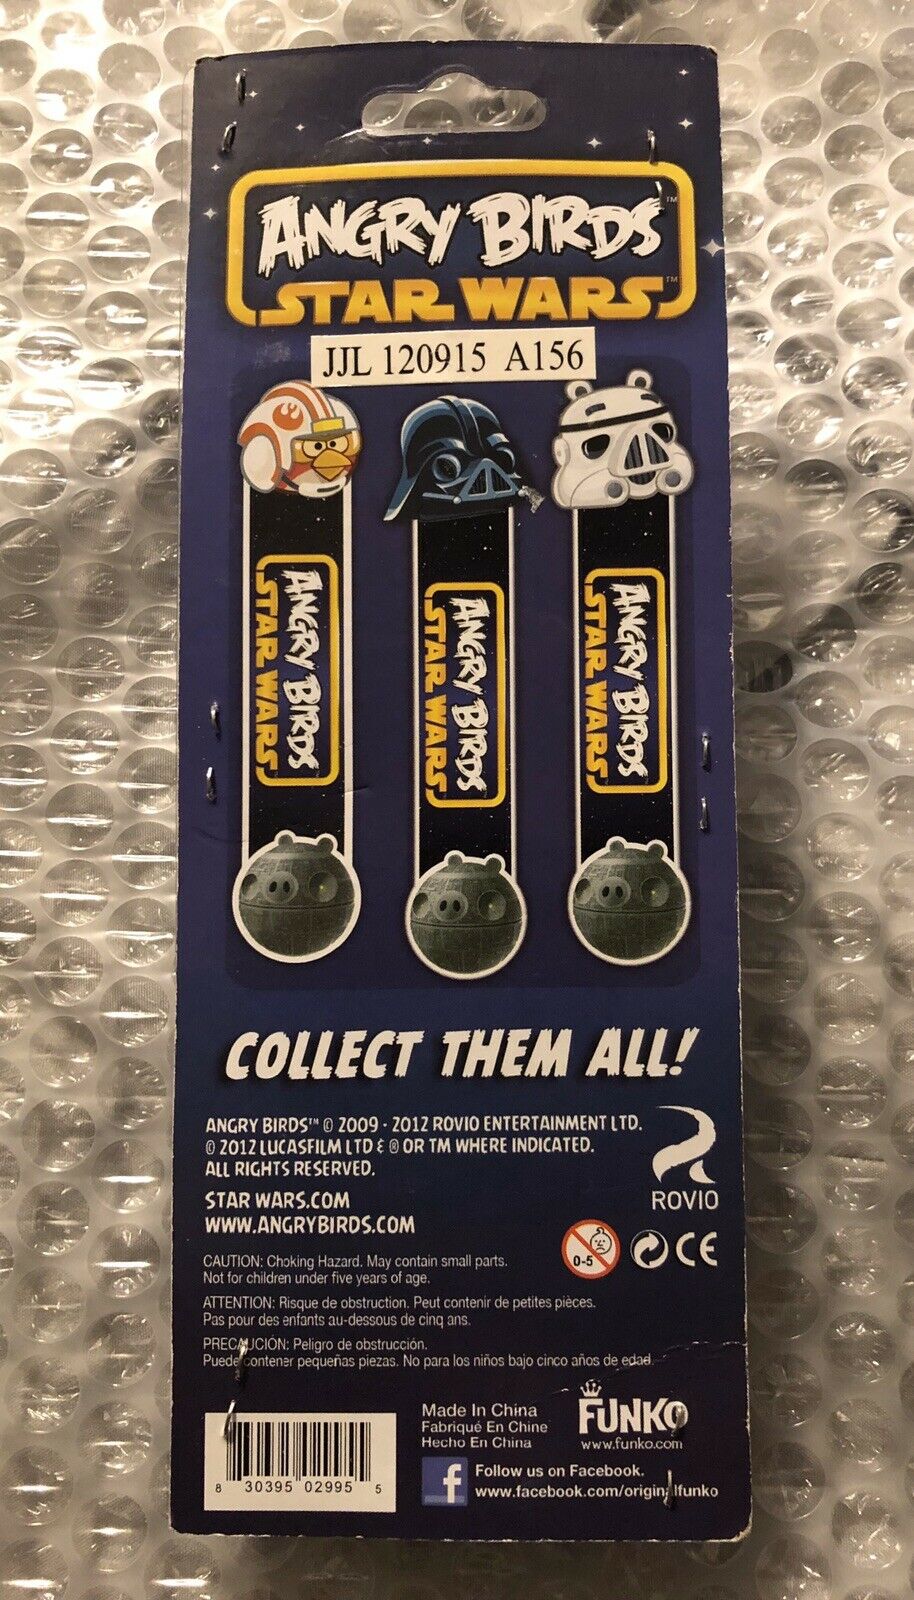 ANGRY BIRDS™
STAR WARS™
JJL 120915 A156
ANGRY BIRDS
STAR WARS
ANGRY BIRDS
STAR WARS
ANGRY BIRDS
STAR WARS
COLLECT THEM ALL!
ANGRY BIRDS™ © 2009 - 2012 ROVIO ENTERTAINMENT LTD.
© 2012 LUCASFILM LTD & ® OR TM WHERE INDICATED.
ALL RIGHTS RESERVED.
STAR WARS.COM
WWW.ANGRYBIRDS.COM
ROVIO
0-5
CE
CAUTION: Choking Hazard. May contain small parts.
Not for children under five years of age.
ATTENTION: Risque de obstruction. Peut contenir de petites pièces.
Pas pour des enfants au-dessous de cinq ans.
PRECAUCIÓN: Peligro de obstrucción.
Puede contener pequeñas piezas. No para los niños bajo cinco años de edad.
8 30395 02995 5
Made In China
Fabriqué En Chine
Hecho En China
FUNKO
www.funko.com
f
Follow us on Facebook.
www.facebook.com/originalfunko